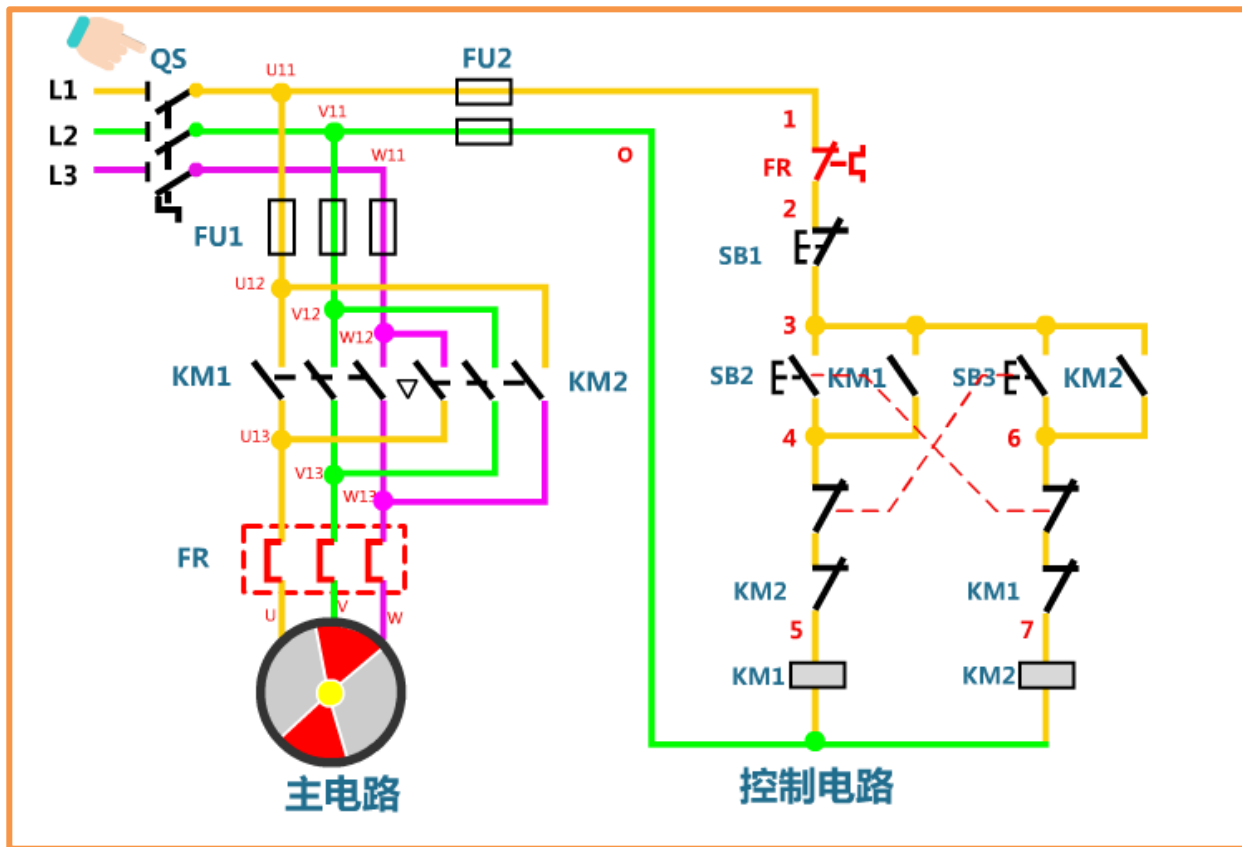 QS
U11
FU2
L1
V11
1
L2
W11
O
FR
L3
2
FU1
SB1
U12
V12
3
W12
KM1
KM2
SB2
KM1
SB3
KM2
U13
4
6
V13
W13
FR
KM2
KM1
U
V
W
5
7
KM1
KM2
主电路
控制电路